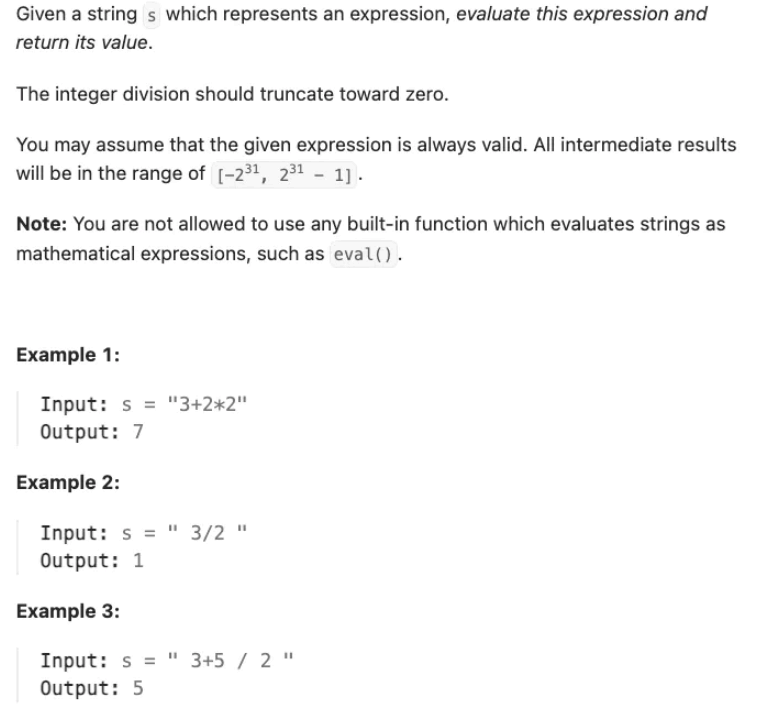 Given a string s which represents an expression, evaluate this expression and
return its value.
The integer division should truncate toward zero.
You may assume that the given expression is always valid. All intermediate results
will be in the range of [-2³¹, 2³¹ - 1].
Note: You are not allowed to use any built-in function which evaluates strings as
mathematical expressions, such as eval().
Example 1:
Input: s = "3+2*2"
Output: 7
Example 2:
Input: s = " 3/2 "
Output: 1
Example 3:
Input: s = " 3+5 / 2 "
Output: 5